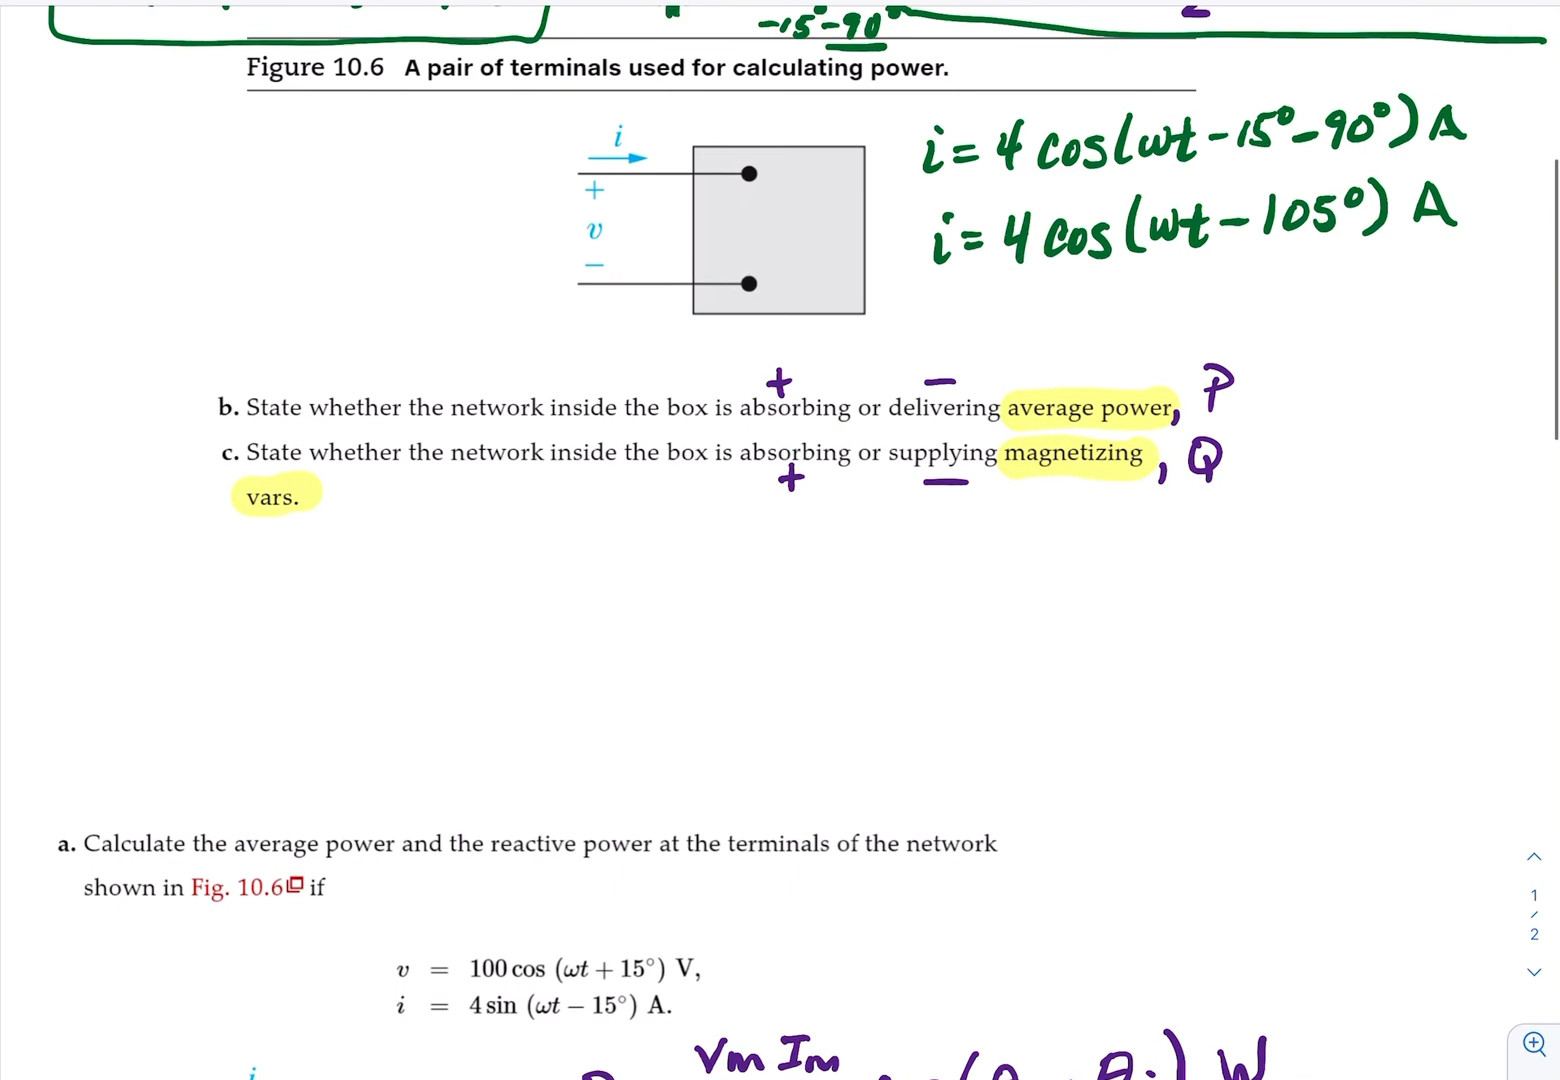 -15°-90°
Figure 10.6 A pair of terminals used for calculating power.
i
+
v
−
i = 4 cos(ωt - 15° - 90°) A
i = 4 cos(ωt - 105°) A
+ − P
b. State whether the network inside the box is absorbing or delivering average power,
c. State whether the network inside the box is absorbing or supplying magnetizing , Q
+ −
vars.
a. Calculate the average power and the reactive power at the terminals of the network
shown in Fig. 10.6 if
v = 100 cos (ωt + 15°) V,
i = 4 sin (ωt − 15°) A.
1
/
2
Vm Im
i
W